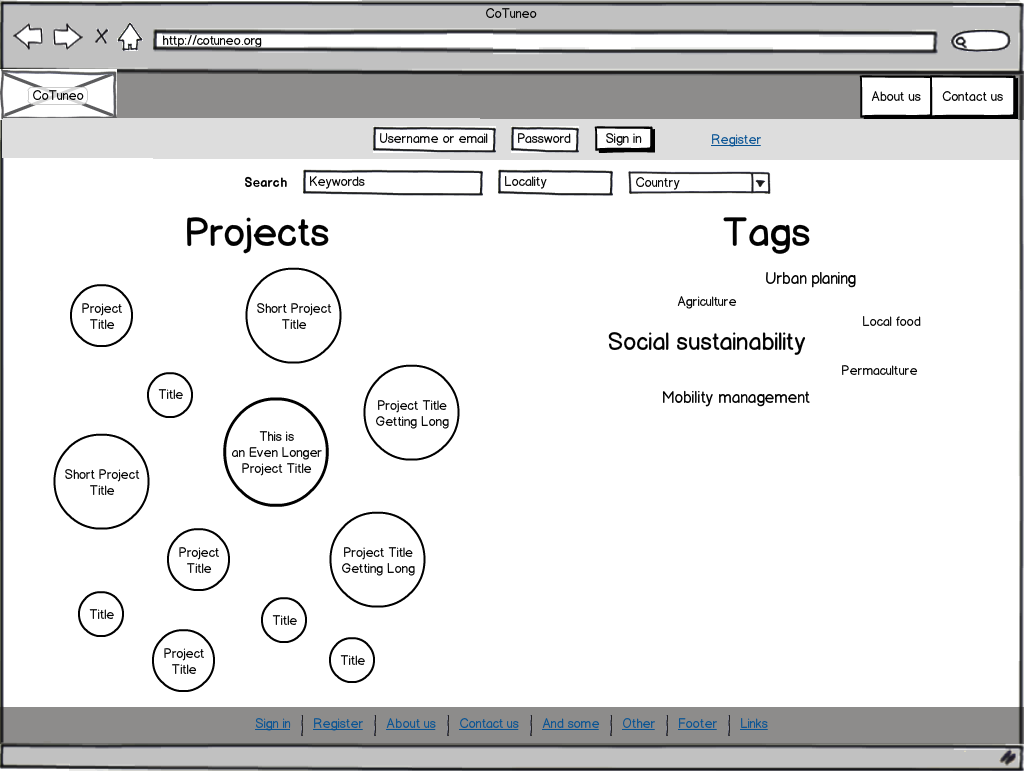 CoTuneo
http://cotuneo.org
CoTuneo
About us
Contact us
Username or email
Password
Sign in
Register
Search
Keywords
Locality
Country
Projects
Project
Title
Short Project
Title
Title
Project Title
Getting Long
This is
an Even Longer
Project Title
Short Project
Title
Project
Title
Project Title
Getting Long
Title
Title
Project
Title
Title
Tags
Urban planing
Agriculture
Local food
Social sustainability
Permaculture
Mobility management
Sign in
Register
About us
Contact us
And some
Other
Footer
Links